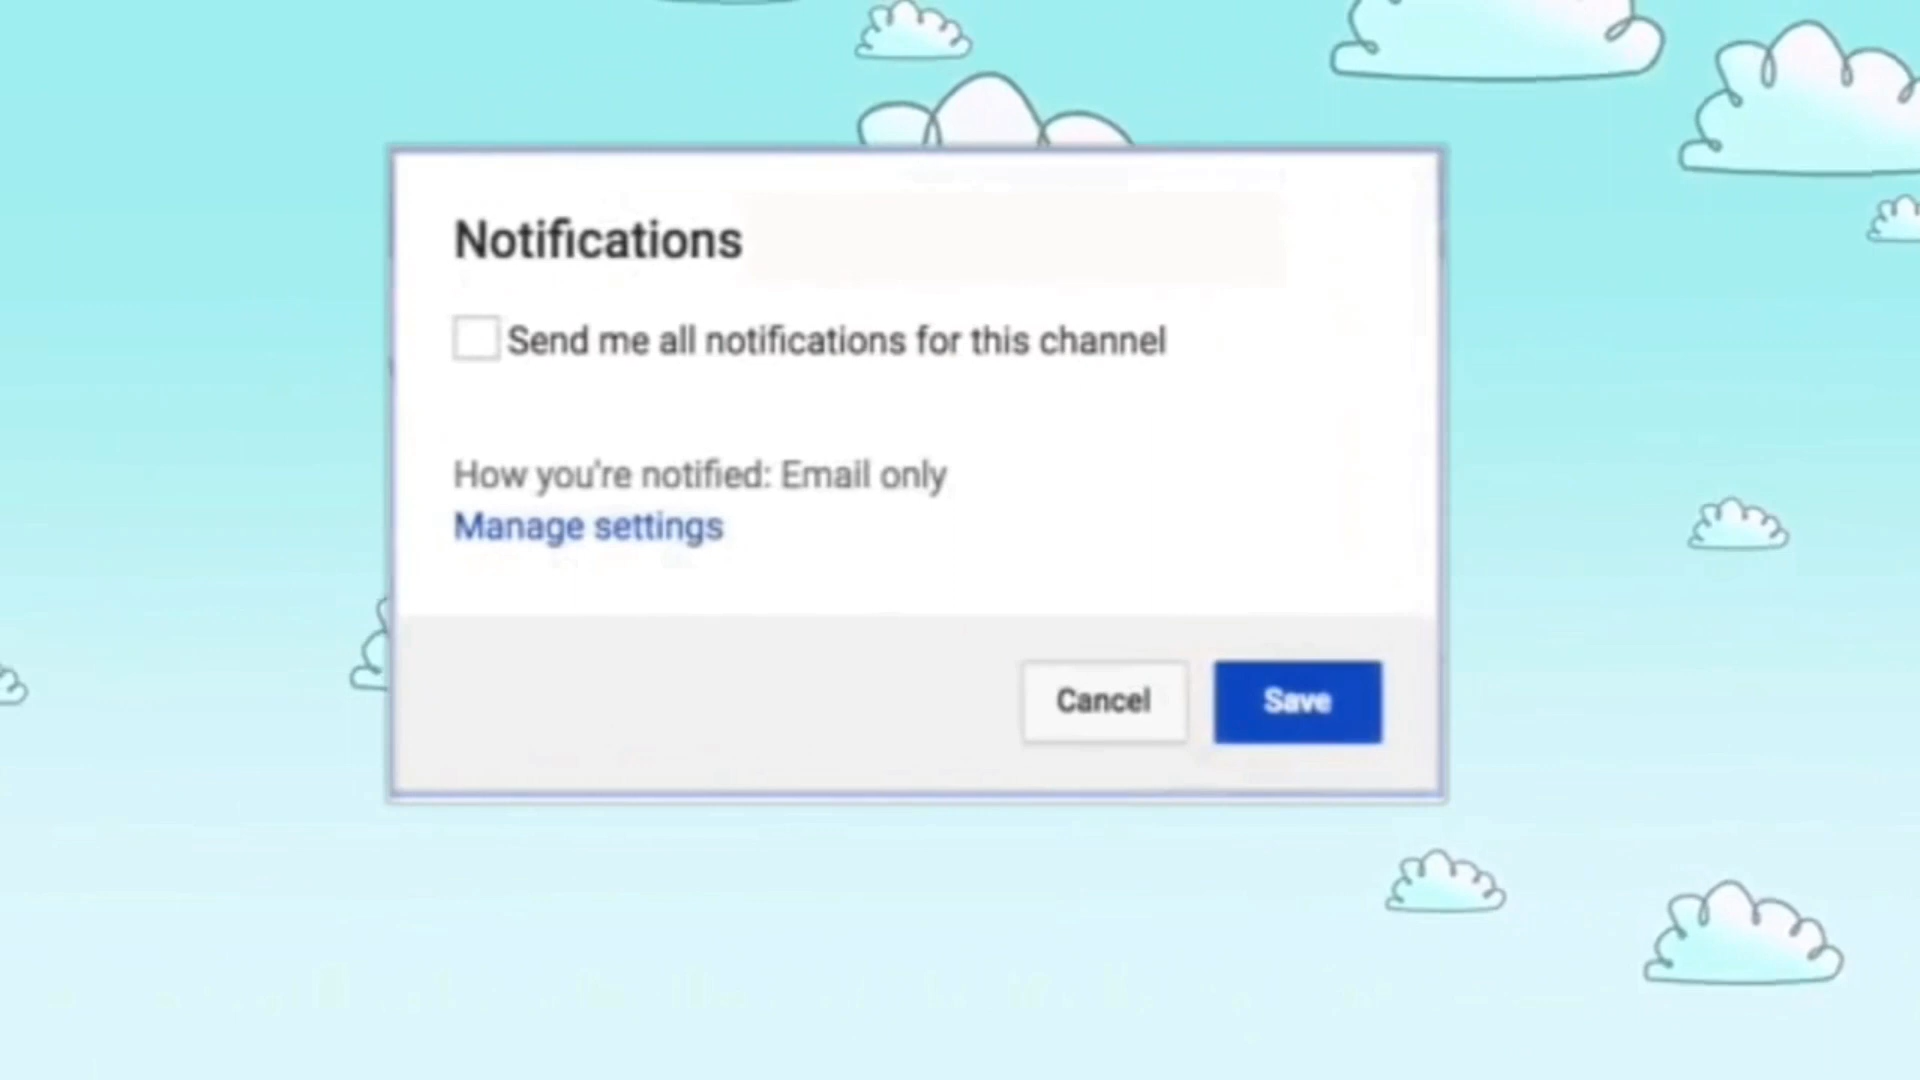 Notifications
Send me all notifications for this channel
How you're notified: Email only
Manage settings
Cancel
Save